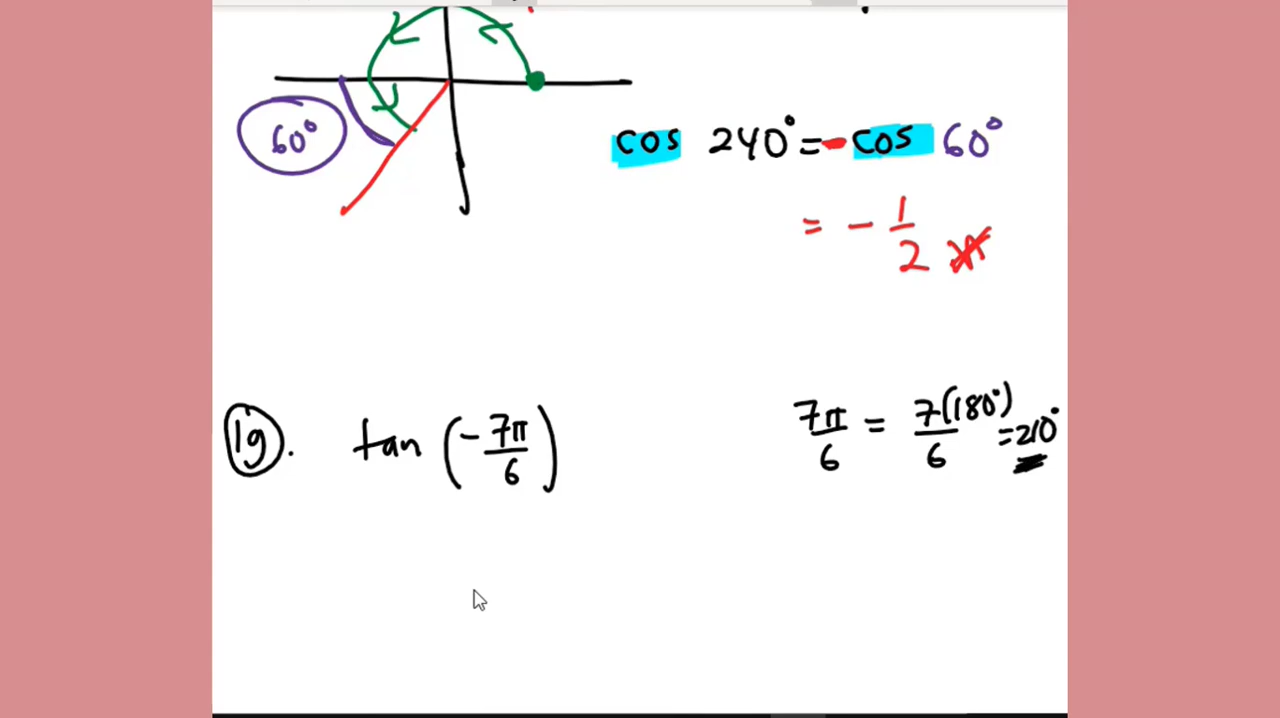 60°
cos 240° = - cos 60°
= - 1/2
1g. tan (- 7π/6)
7π/6 = 7(180°)/6 = 210°